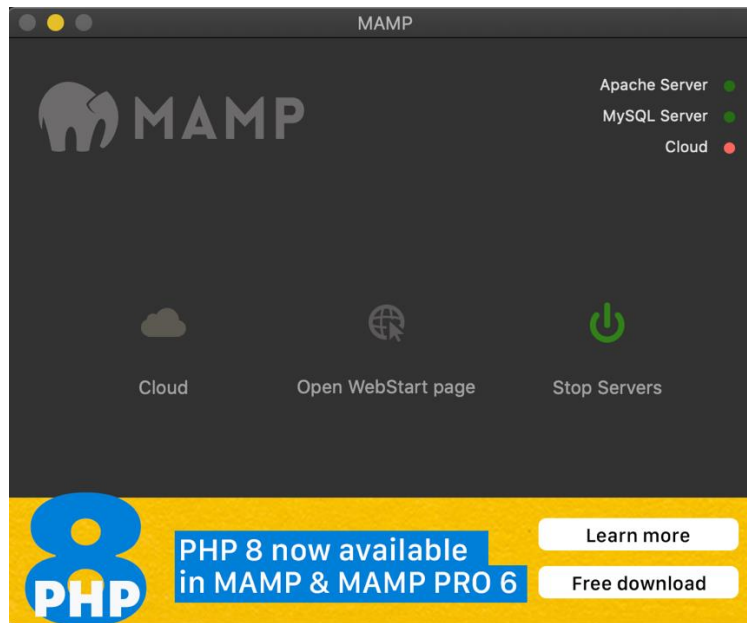 MAMP
Apache Server
MySQL Server
Cloud
MAMP
Cloud
Open WebStart page
Stop Servers
8
PHP
PHP 8 now available
in MAMP & MAMP PRO 6
Learn more
Free download